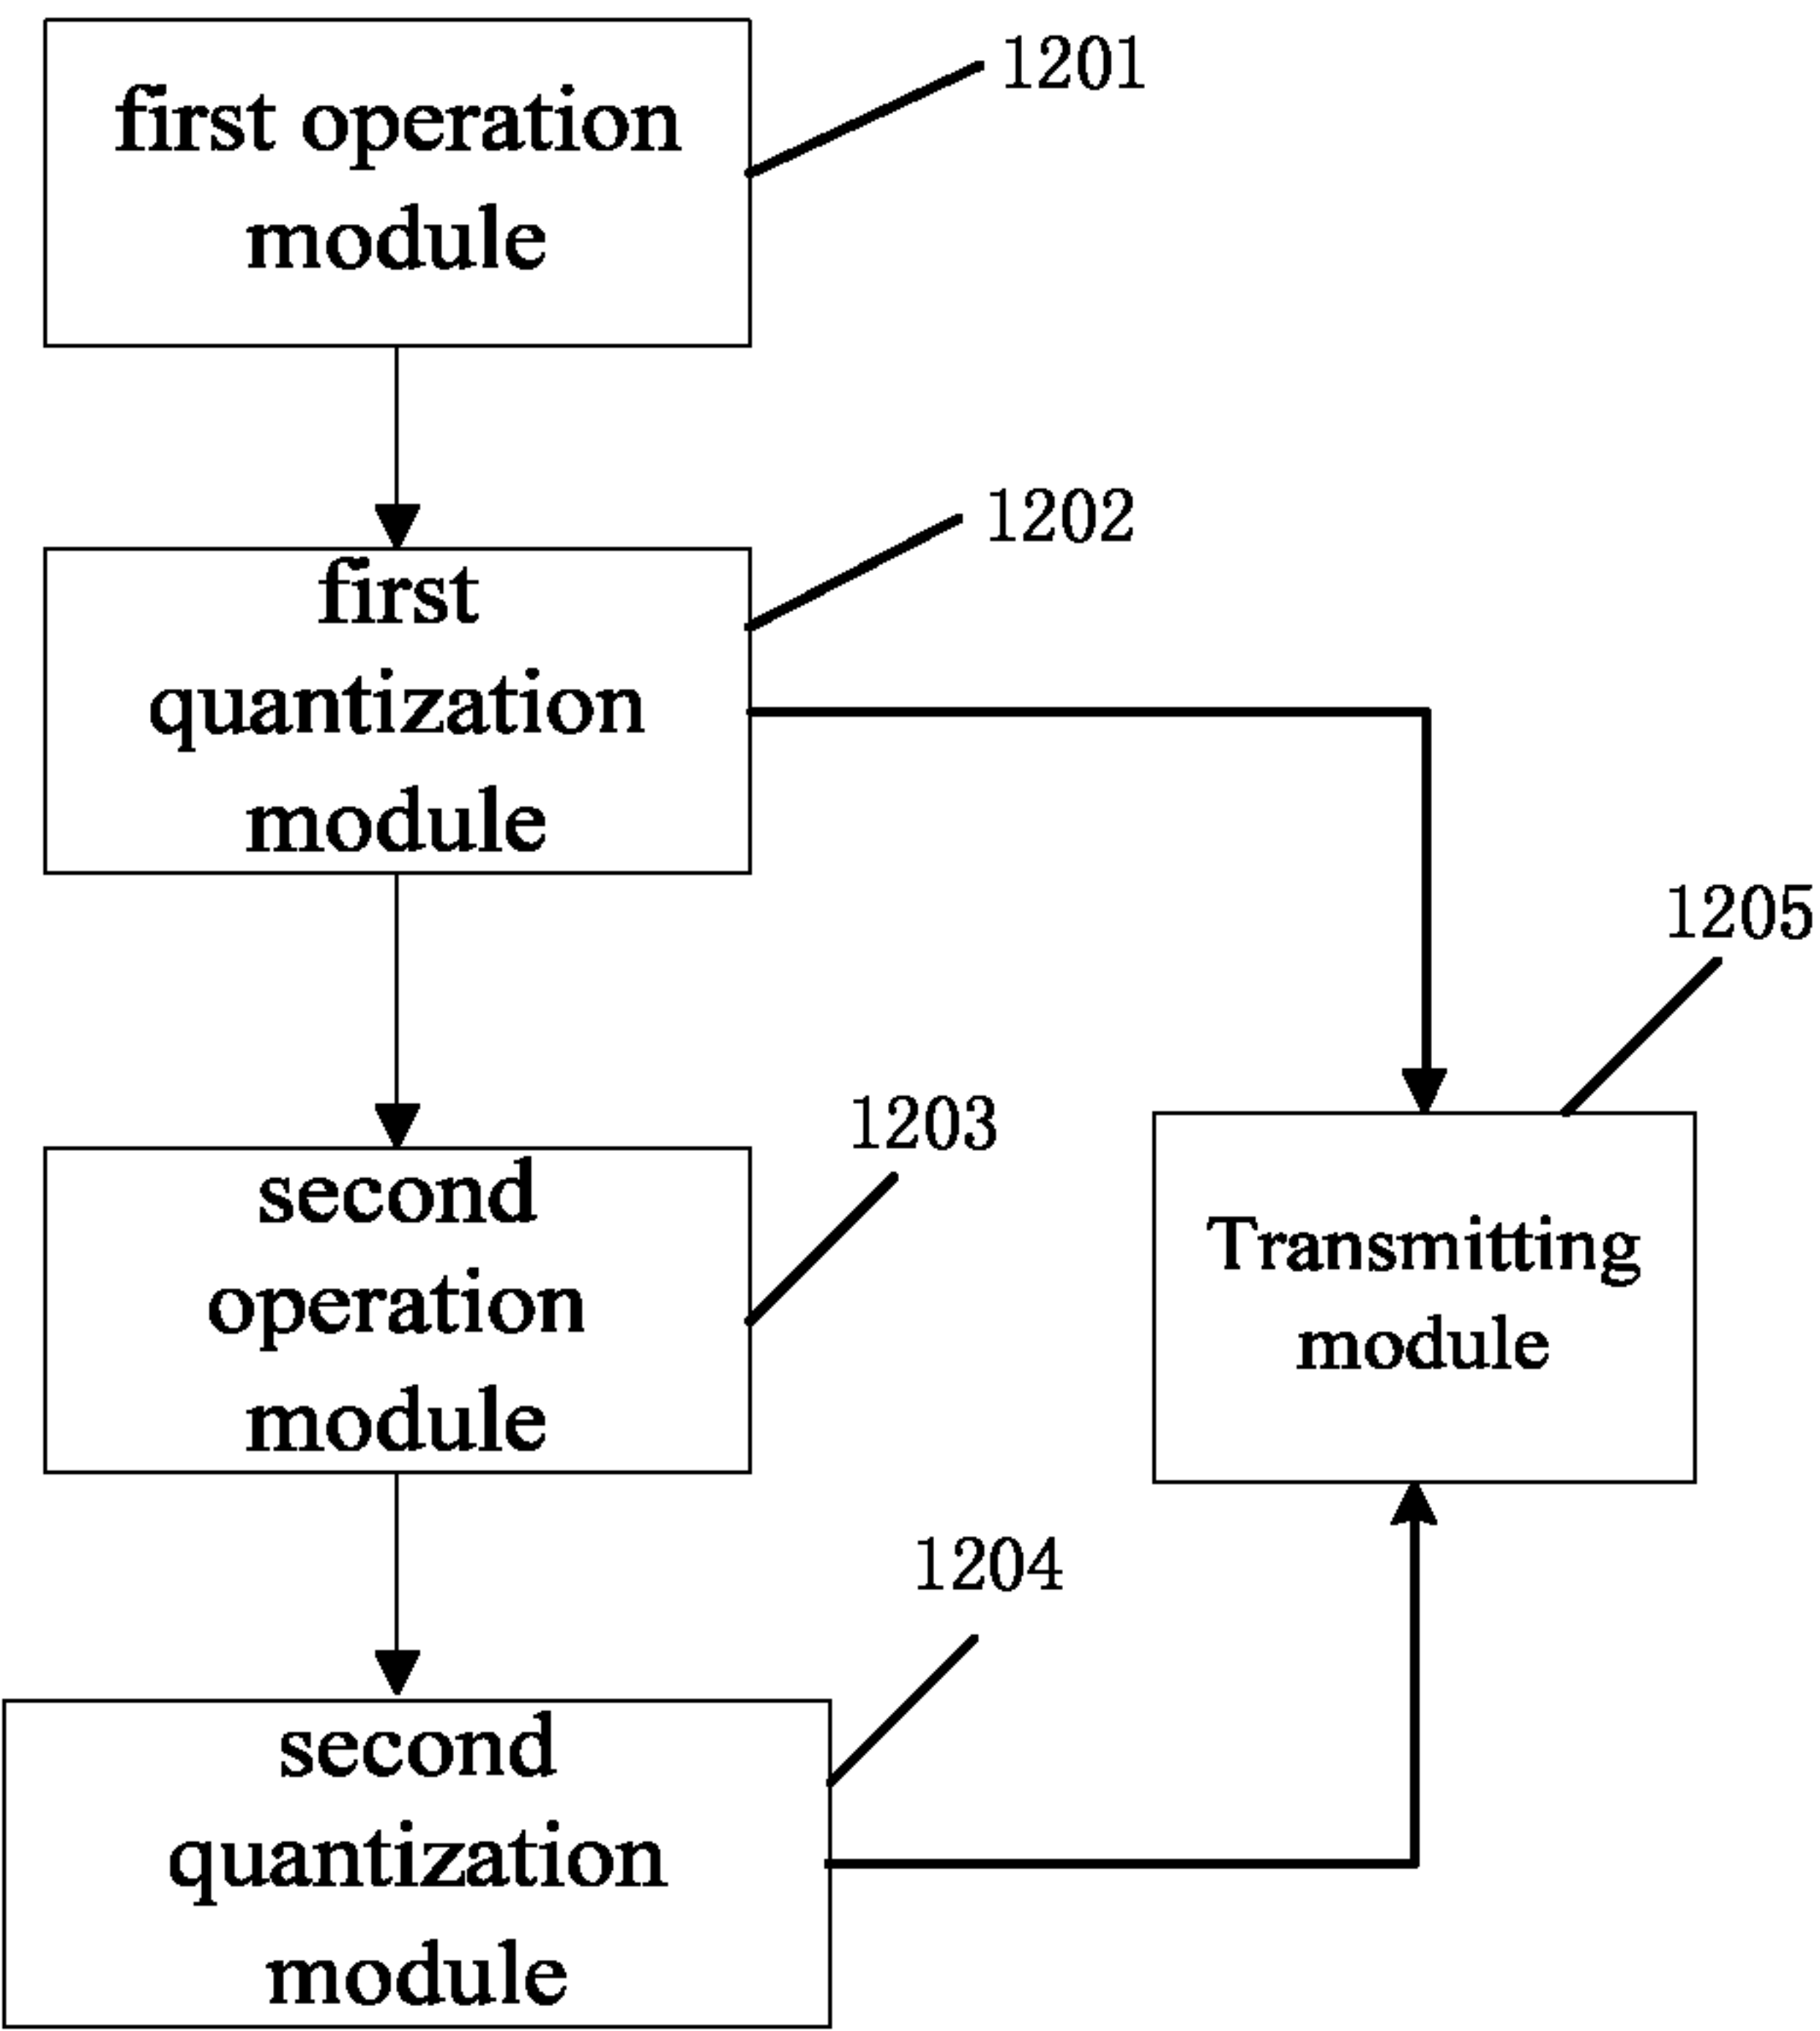 first operation
module
1201
first
quantization
module
1202
second
operation
module
1203
Transmitting
module
1205
second
quantization
module
1204